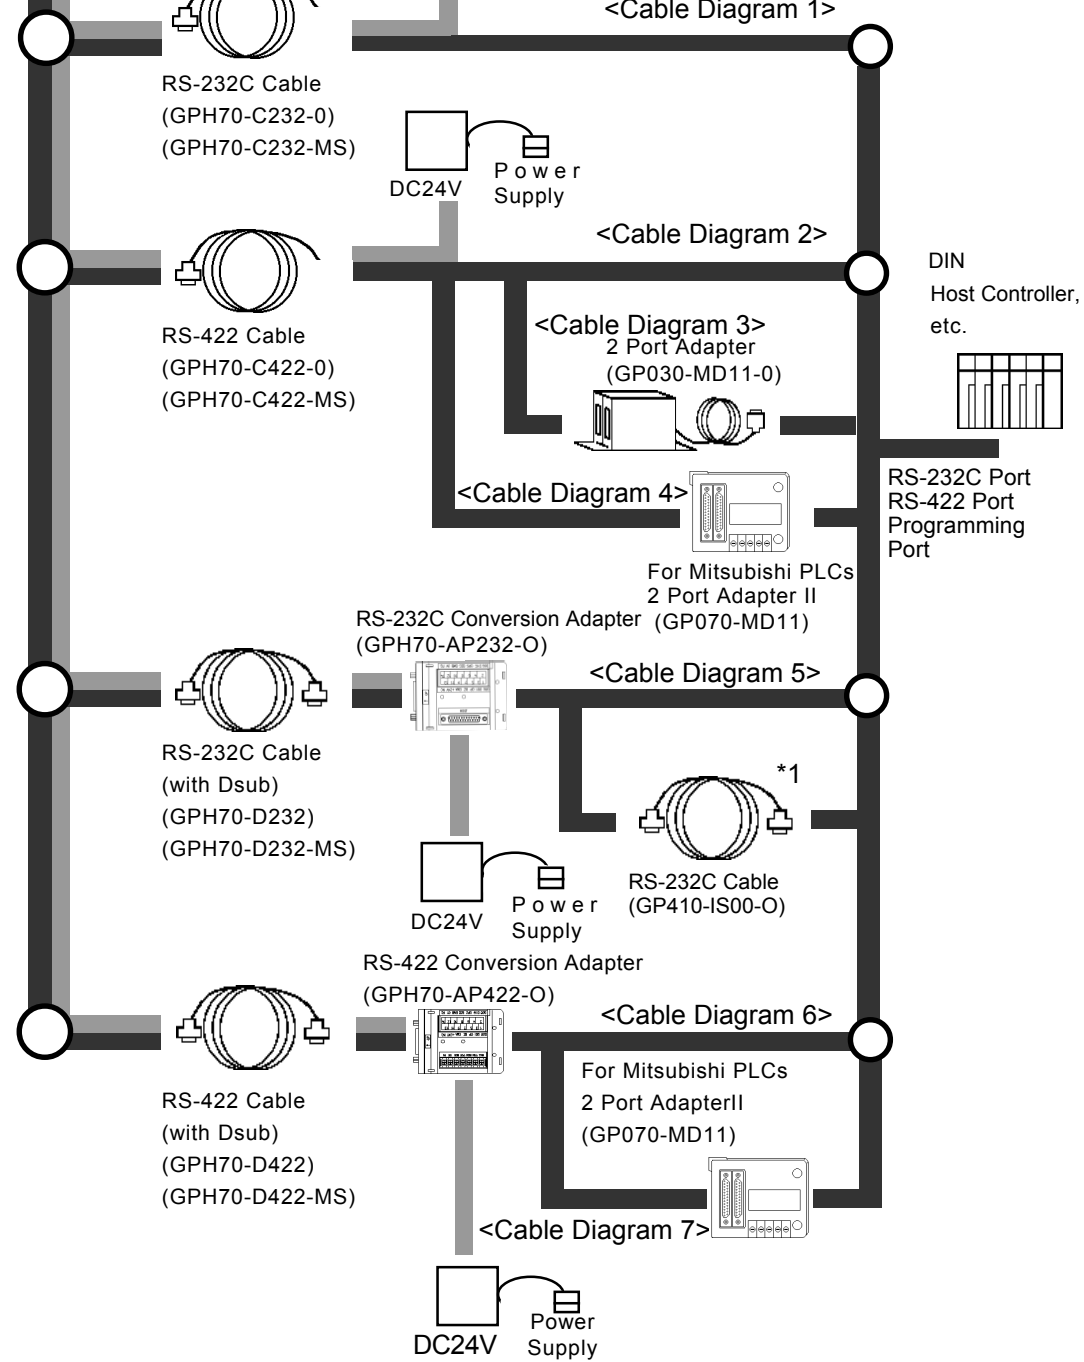 <Cable Diagram 1>
RS-232C Cable
(GPH70-C232-0)
(GPH70-C232-MS)
DC24V
Power
Supply
<Cable Diagram 2>
RS-422 Cable
(GPH70-C422-0)
(GPH70-C422-MS)
<Cable Diagram 3>
2 Port Adapter
(GP030-MD11-0)
DIN
Host Controller,
etc.
<Cable Diagram 4>
RS-232C Port
RS-422 Port
Programming
Port
For Mitsubishi PLCs
2 Port Adapter II
(GP070-MD11)
RS-232C Conversion Adapter
(GPH70-AP232-O)
<Cable Diagram 5>
RS-232C Cable
(with Dsub)
(GPH70-D232)
(GPH70-D232-MS)
*1
RS-232C Cable
(GP410-IS00-O)
DC24V
Power
Supply
RS-422 Conversion Adapter
(GPH70-AP422-O)
<Cable Diagram 6>
RS-422 Cable
(with Dsub)
(GPH70-D422)
(GPH70-D422-MS)
For Mitsubishi PLCs
2 Port AdapterII
(GP070-MD11)
<Cable Diagram 7>
DC24V
Power
Supply